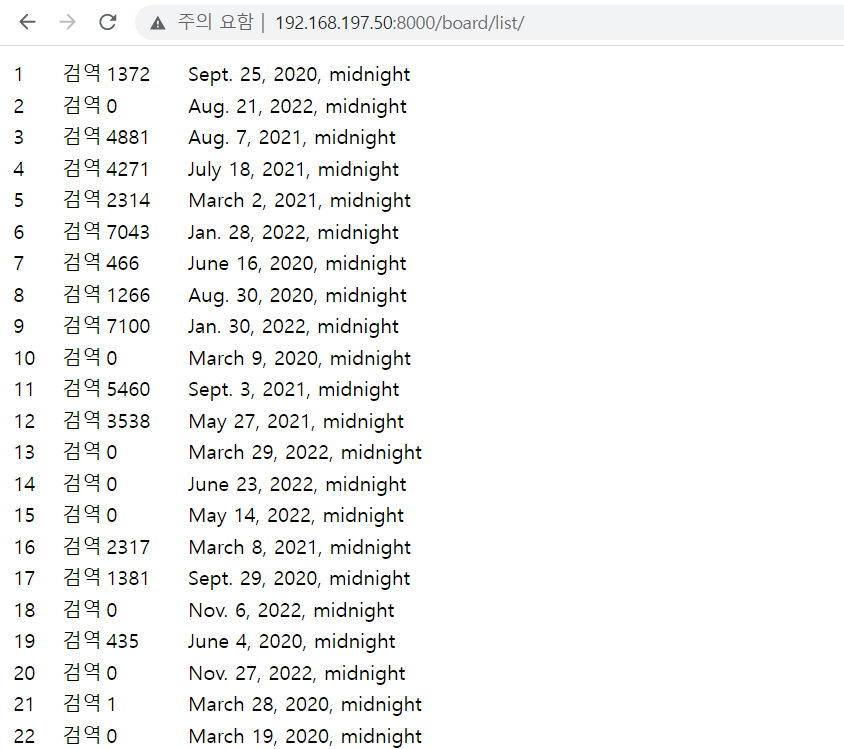 주의 요함 | 192.168.197.50:8000/board/list/
1 검역 1372 Sept. 25, 2020, midnight
2 검역 0 Aug. 21, 2022, midnight
3 검역 4881 Aug. 7, 2021, midnight
4 검역 4271 July 18, 2021, midnight
5 검역 2314 March 2, 2021, midnight
6 검역 7043 Jan. 28, 2022, midnight
7 검역 466 June 16, 2020, midnight
8 검역 1266 Aug. 30, 2020, midnight
9 검역 7100 Jan. 30, 2022, midnight
10 검역 0 March 9, 2020, midnight
11 검역 5460 Sept. 3, 2021, midnight
12 검역 3538 May 27, 2021, midnight
13 검역 0 March 29, 2022, midnight
14 검역 0 June 23, 2022, midnight
15 검역 0 May 14, 2022, midnight
16 검역 2317 March 8, 2021, midnight
17 검역 1381 Sept. 29, 2020, midnight
18 검역 0 Nov. 6, 2022, midnight
19 검역 435 June 4, 2020, midnight
20 검역 0 Nov. 27, 2022, midnight
21 검역 1 March 28, 2020, midnight
22 검역 0 March 19, 2020, midnight